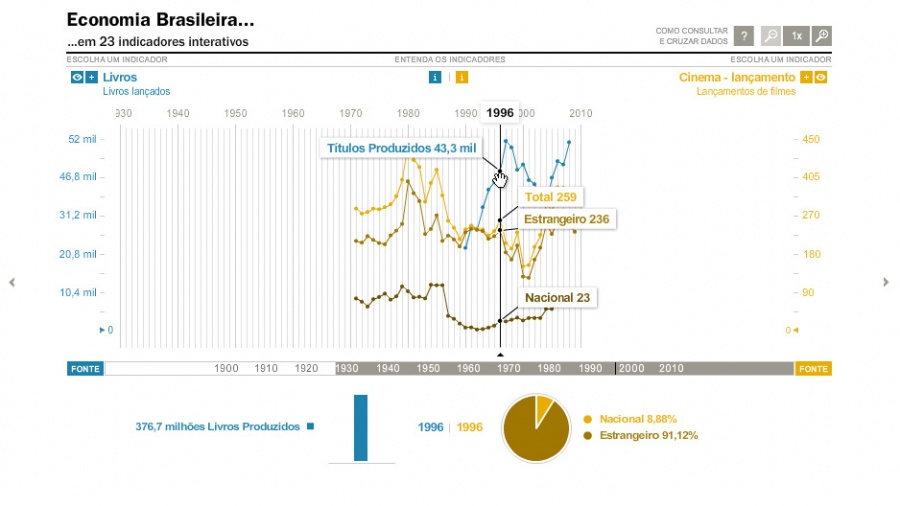 Economia Brasileira...
...em 23 indicadores interativos
COMO CONSULTAR
E CRUZAR DADOS
?
1x
ESCOLHA UM INDICADOR
ENTENDA OS INDICADORES
ESCOLHA UM INDICADOR
Livros
Livros lançados
i | i
Cinema - lançamento
Lançamentos de filmes
930 1940 1950 1960 1970 1980 1990 1996 000 2010
52 mil
46,8 mil
31,2 mil
20,8 mil
10,4 mil
0
450
405
270
180
90
0
Títulos Produzidos 43,3 mil
Total 259
Estrangeiro 236
Nacional 23
FONTE
1900 1910 1920 1930 1940 1950 1960 1970 1980 1990 2000 2010
FONTE
376,7 milhões Livros Produzidos
1996 | 1996
Nacional 8,88%
Estrangeiro 91,12%